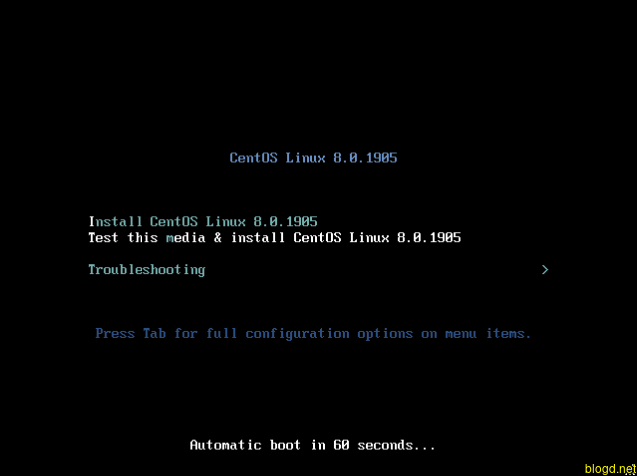 CentOS Linux 8.0.1905
Install CentOS Linux 8.0.1905
Test this media & install CentOS Linux 8.0.1905
Troubleshooting >
Press Tab for full configuration options on menu items.
Automatic boot in 60 seconds...
blogd.net